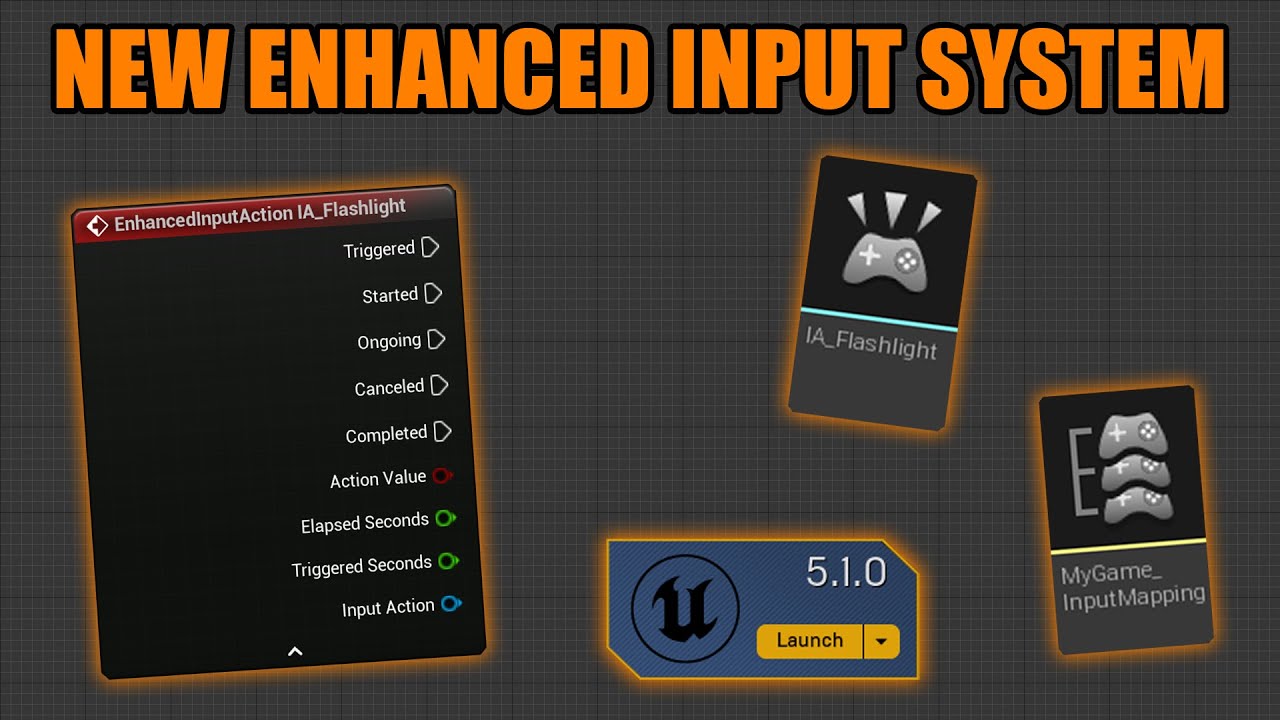 NEW ENHANCED INPUT SYSTEM
EnhancedInputAction IA_Flashlight
Triggered
Started
Ongoing
Canceled
Completed
Action Value
Elapsed Seconds
Triggered Seconds
Input Action
IA_Flashlight
5.1.0
Launch
MyGame_
InputMapping